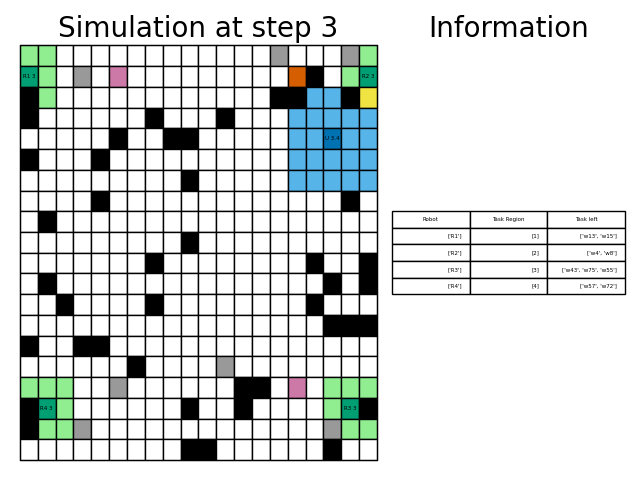 Simulation at step 3
Information
R1 3
R2 3
U 3,4
Robot Task Region Task left
['R1'] [1] ['w13', 'w15']
['R2'] [2] ['w4', 'w8']
['R3'] [3] ['w43', 'w75', 'w55']
['R4'] [4] ['w57', 'w72']
R4 3
R3 3